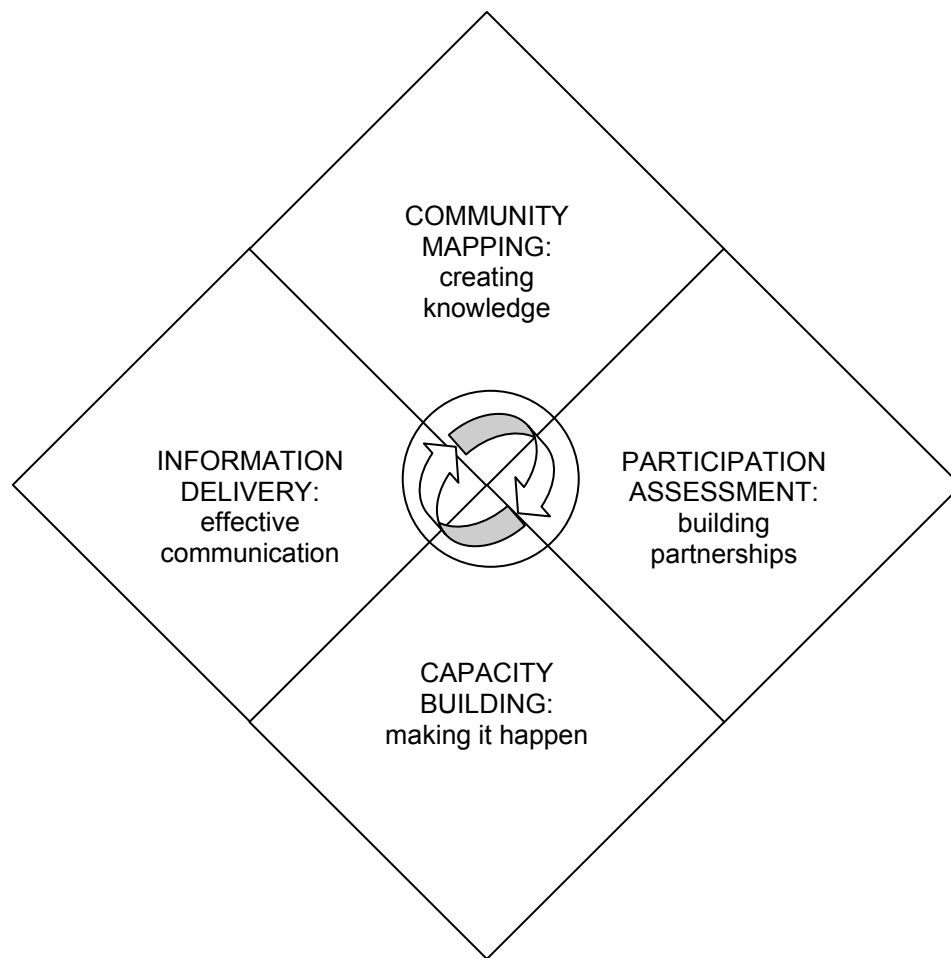 COMMUNITY
MAPPING:
creating
knowledge
INFORMATION
DELIVERY:
effective
communication
PARTICIPATION
ASSESSMENT:
building
partnerships
CAPACITY
BUILDING:
making it happen